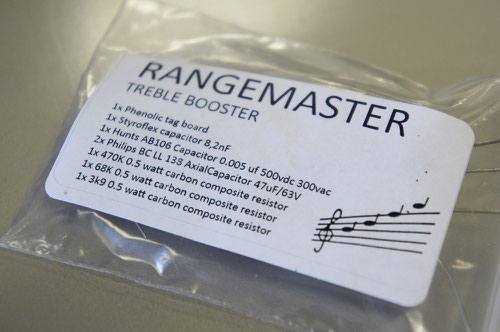 RANGEMASTER
TREBLE BOOSTER
1x Phenolic tag board
1x Styroflex capacitor 8,2nF
1x Hunts AB106 Capacitor 0.005 uf 500vdc 300vac
2x Philips BC LL 138 AxialCapacitor 47uF/63V
1x 470K 0.5 watt carbon composite resistor
1x 68K 0.5 watt carbon composite resistor
1x 3k9 0.5 watt carbon composite resistor